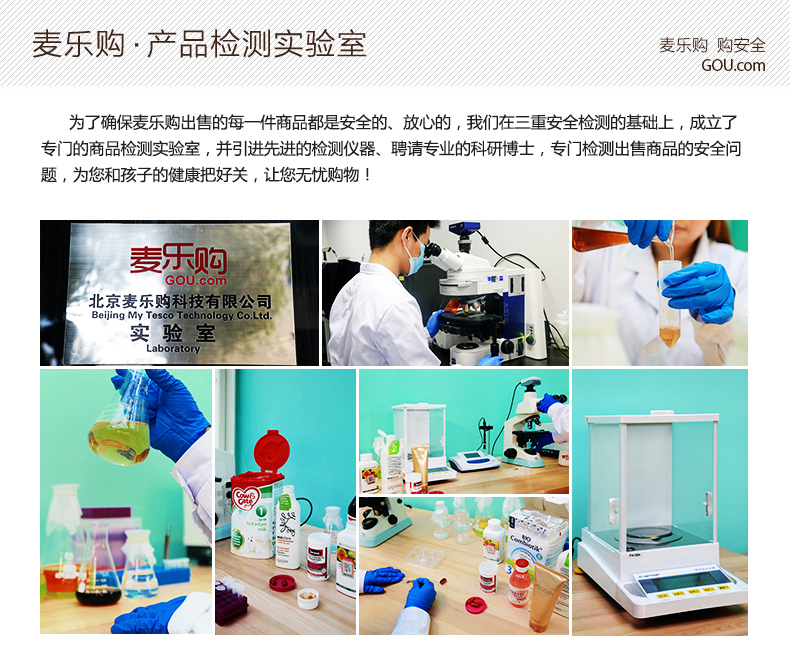 麦乐购·产品检测实验室
麦乐购 购安全
GOU.com
为了确保麦乐购出售的每一件商品都是安全的、放心的，我们在三重安全检测的基础上，成立了
专门的商品检测实验室，并引进先进的检测仪器、聘请专业的科研博士，专门检测出售商品的安全问
题，为您和孩子的健康把好关，让您无忧购物！
麦乐购
GOU.com
北京麦乐购科技有限公司
Beijing My Tesco Technology Co.Ltd.
实验室
Laboratory
COW&
Gate
1
first infant
milk
BIO
Combiotik
3